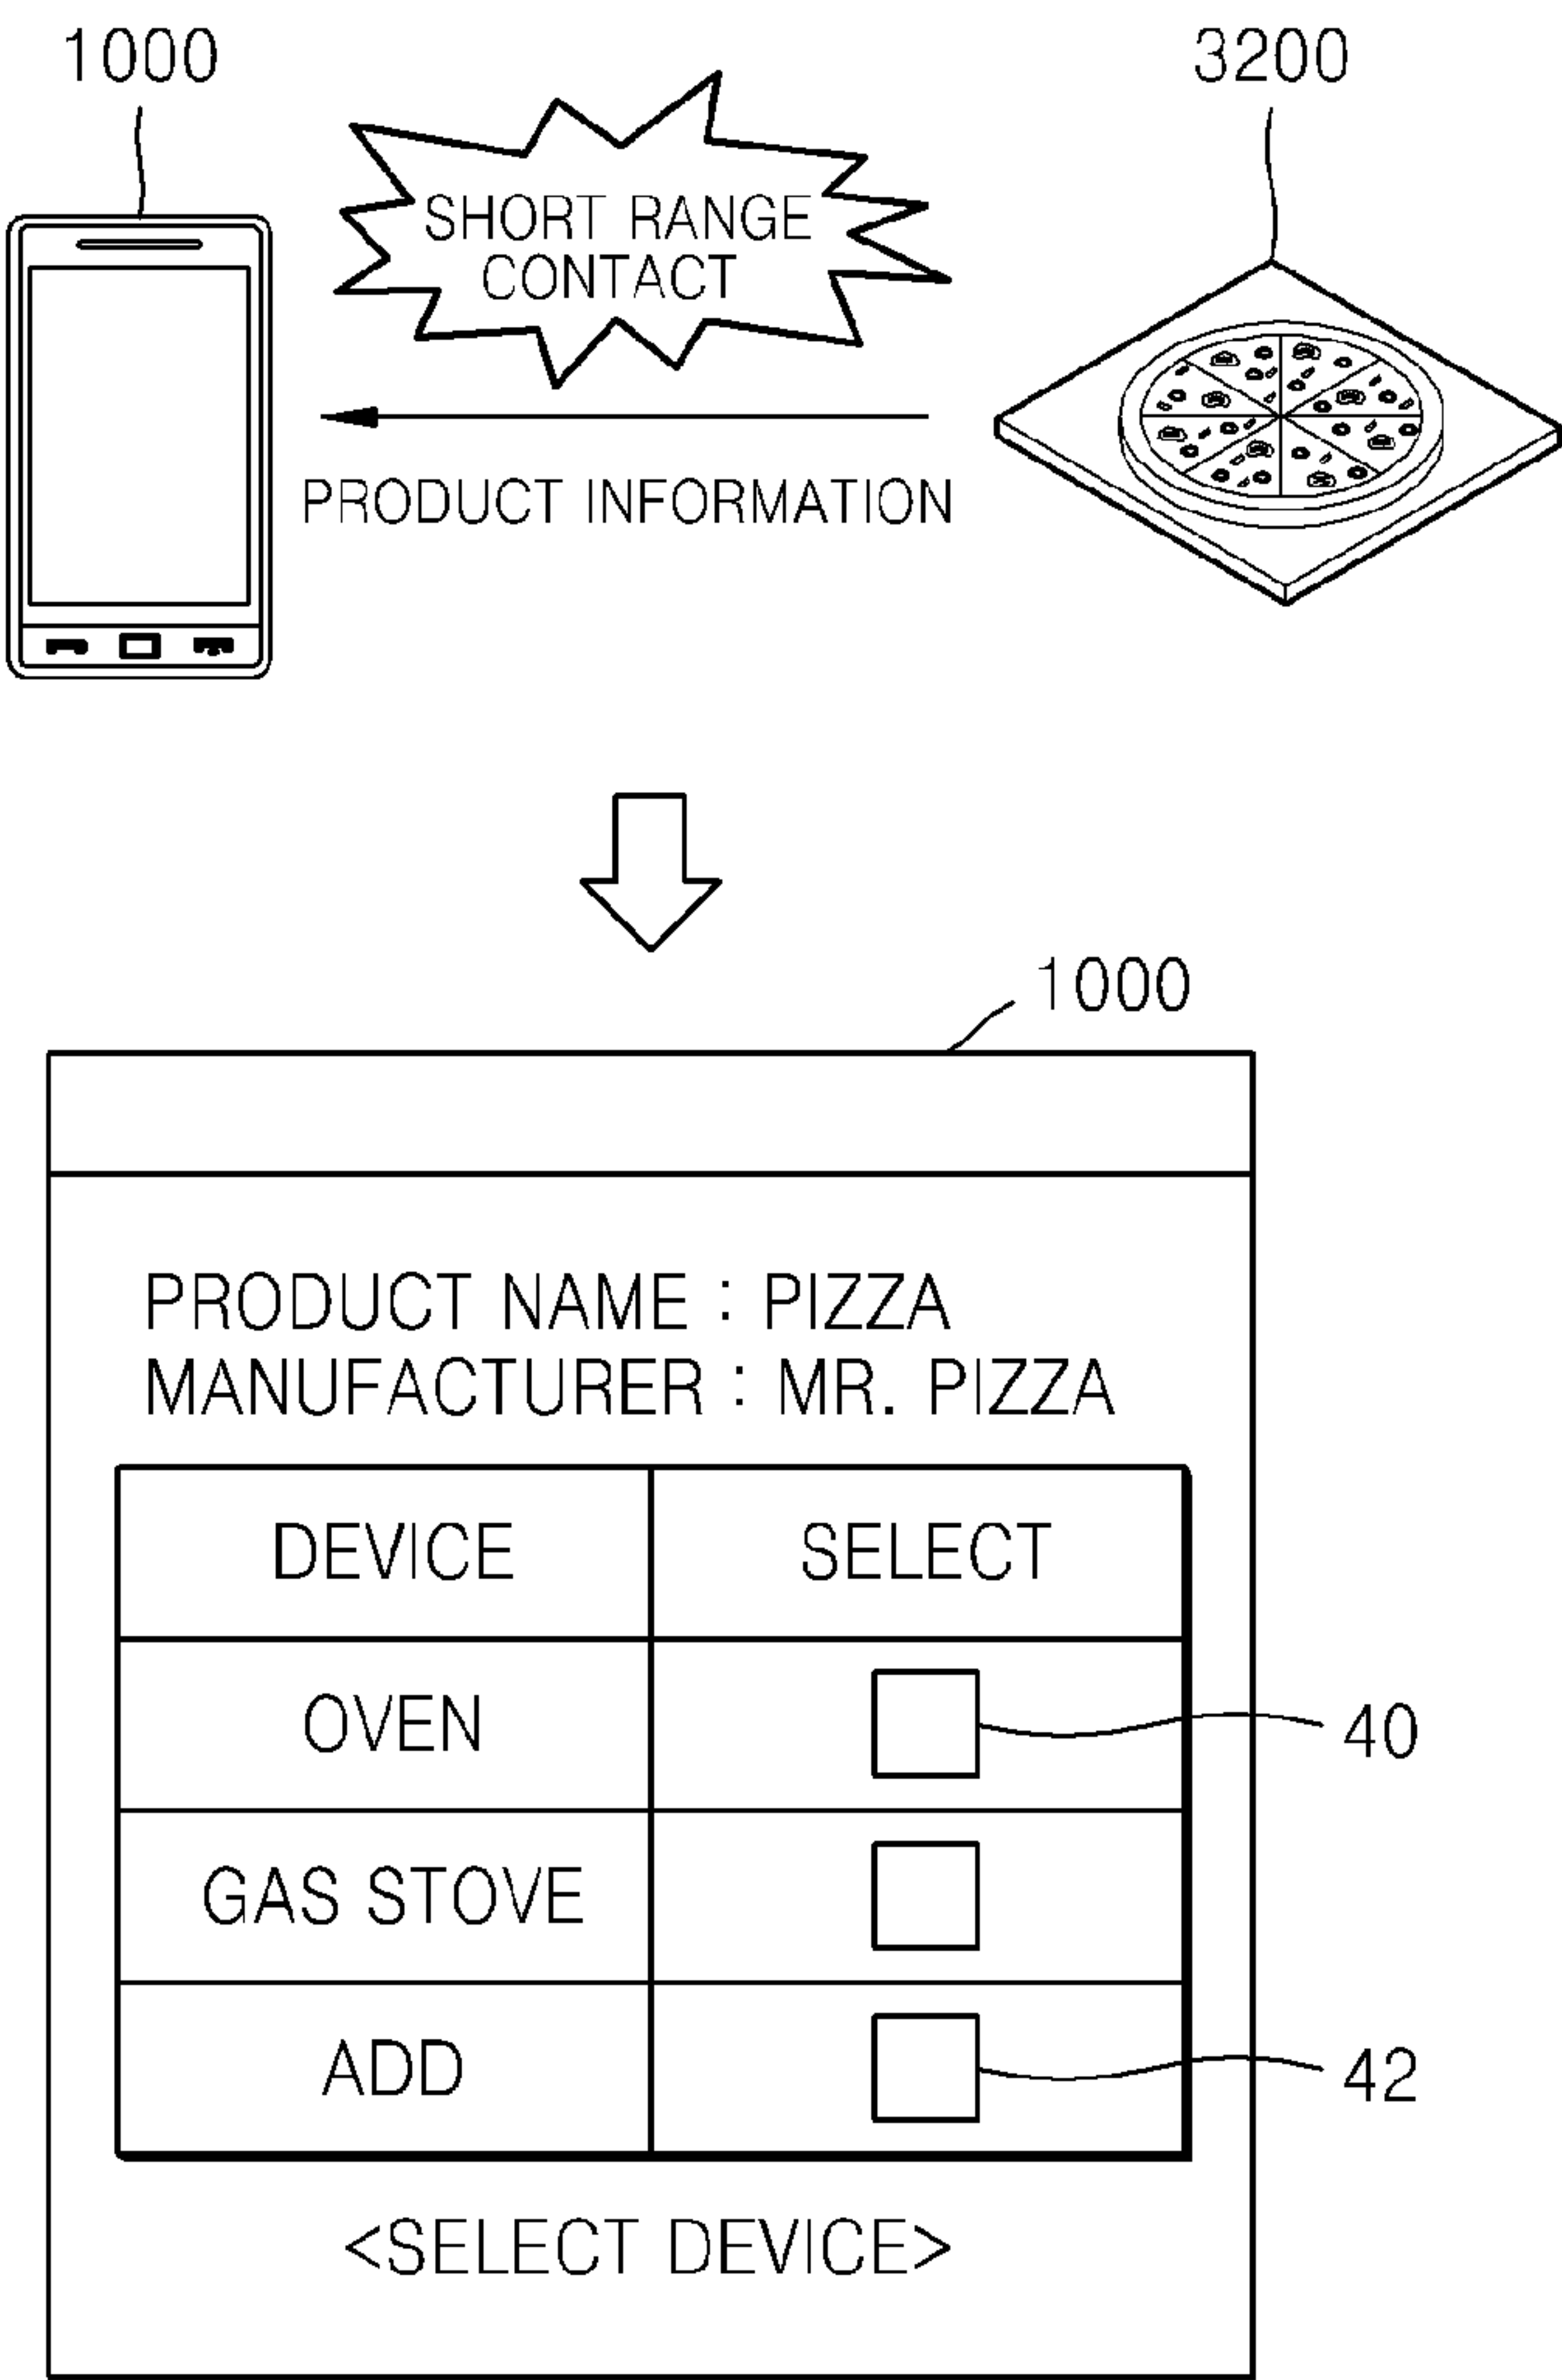 1000
3200
SHORT RANGE
CONTACT
PRODUCT INFORMATION
1000
PRODUCT NAME : PIZZA
MANUFACTURER : MR. PIZZA
DEVICE SELECT
OVEN
40
GAS STOVE
ADD
42
<SELECT DEVICE>